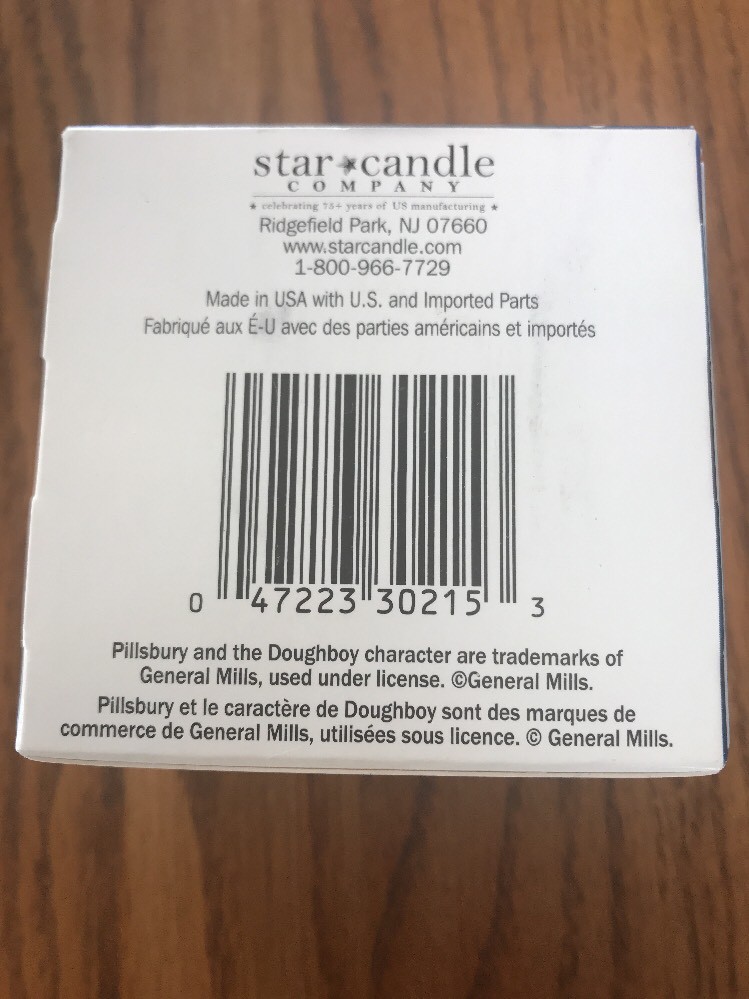 star★candle
COMPANY
★ celebrating 75+ years of US manufacturing ★
Ridgefield Park, NJ 07660
www.starcandle.com
1-800-966-7729
Made in USA with U.S. and Imported Parts
Fabriqué aux É-U avec des parties américains et importés
0 47223 30215 3
Pillsbury and the Doughboy character are trademarks of
General Mills, used under license. ©General Mills.
Pillsbury et le caractère de Doughboy sont des marques de
commerce de General Mills, utilisées sous licence. © General Mills.